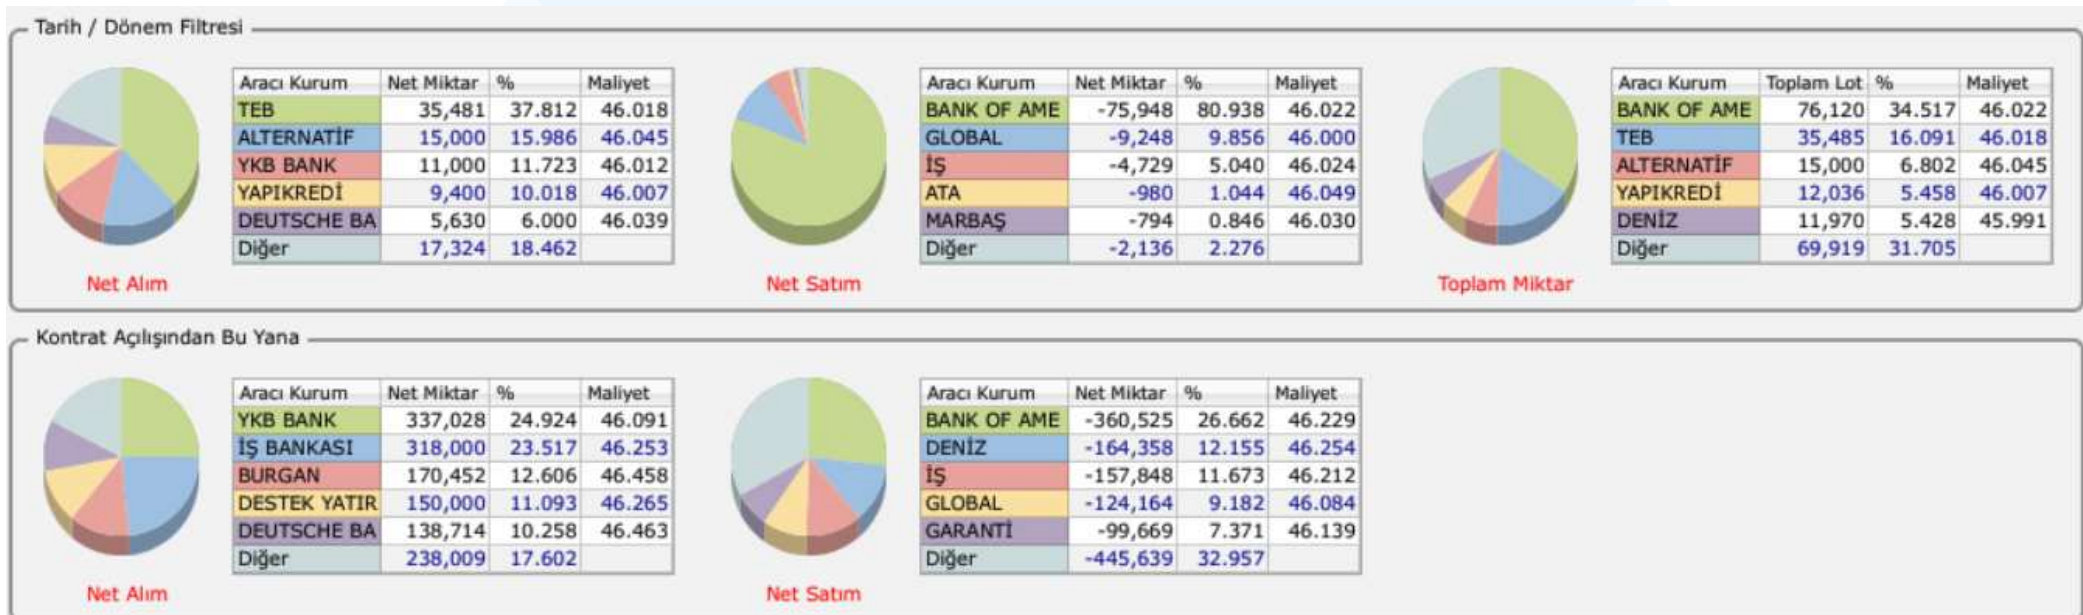 Tarih / Dönem Filtresi
Aracı Kurum Net Miktar % Maliyet
TEB 35,481 37.812 46.018
ALTERNATİF 15,000 15.986 46.045
YKB BANK 11,000 11.723 46.012
YAPIKREDİ 9,400 10.018 46.007
DEUTSCHE BA 5,630 6.000 46.039
Diğer 17,324 18.462
Net Alım
Aracı Kurum Net Miktar % Maliyet
BANK OF AME -75,948 80.938 46.022
GLOBAL -9,248 9.856 46.000
İŞ -4,729 5.040 46.024
ATA -980 1.044 46.049
MARBAŞ -794 0.846 46.030
Diğer -2,136 2.276
Net Satım
Aracı Kurum Toplam Lot % Maliyet
BANK OF AME 76,120 34.517 46.022
TEB 35,485 16.091 46.018
ALTERNATİF 15,000 6.802 46.045
YAPIKREDİ 12,036 5.458 46.007
DENİZ 11,970 5.428 45.991
Diğer 69,919 31.705
Toplam Miktar
Kontrat Açılışından Bu Yana
Aracı Kurum Net Miktar % Maliyet
YKB BANK 337,028 24.924 46.091
İŞ BANKASI 318,000 23.517 46.253
BURGAN 170,452 12.606 46.458
DESTEK YATIR 150,000 11.093 46.265
DEUTSCHE BA 138,714 10.258 46.463
Diğer 238,009 17.602
Net Alım
Aracı Kurum Net Miktar % Maliyet
BANK OF AME -360,525 26.662 46.229
DENİZ -164,358 12.155 46.254
İŞ -157,848 11.673 46.212
GLOBAL -124,164 9.182 46.084
GARANTİ -99,669 7.371 46.139
Diğer -445,639 32.957
Net Satım